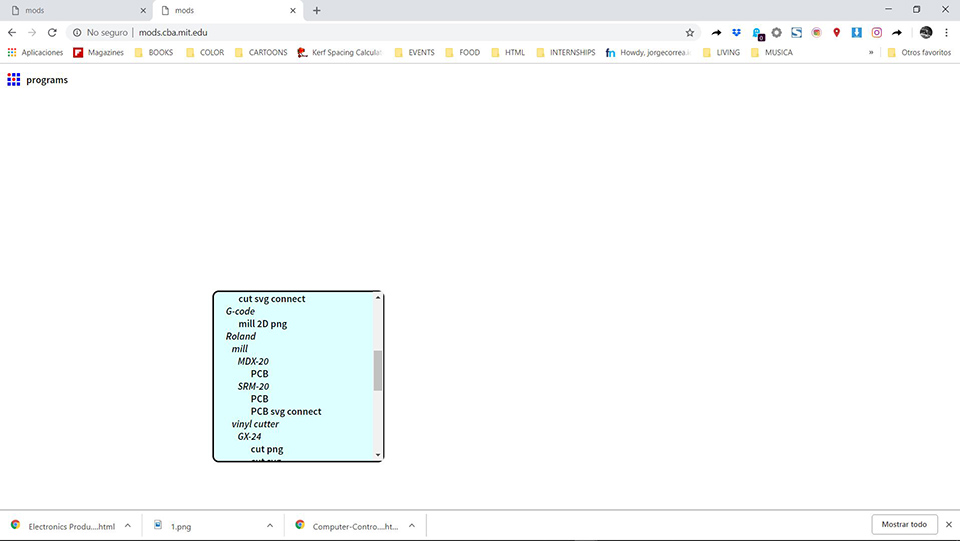 mods
mods
No seguro | mods.cba.mit.edu
Aplicaciones Magazines BOOKS COLOR CARTOONS Kerf Spacing Calcula EVENTS FOOD HTML INTERNSHIPS Howdy, jorgecorrea. LIVING MUSICA » Otros favoritos
programs
cut svg connect
G-code
mill 2D png
Roland
mill
MDX-20
PCB
SRM-20
PCB
PCB svg connect
vinyl cutter
GX-24
cut png
Electronics Produ....html 1.png Computer-Contro....ht... Mostrar todo